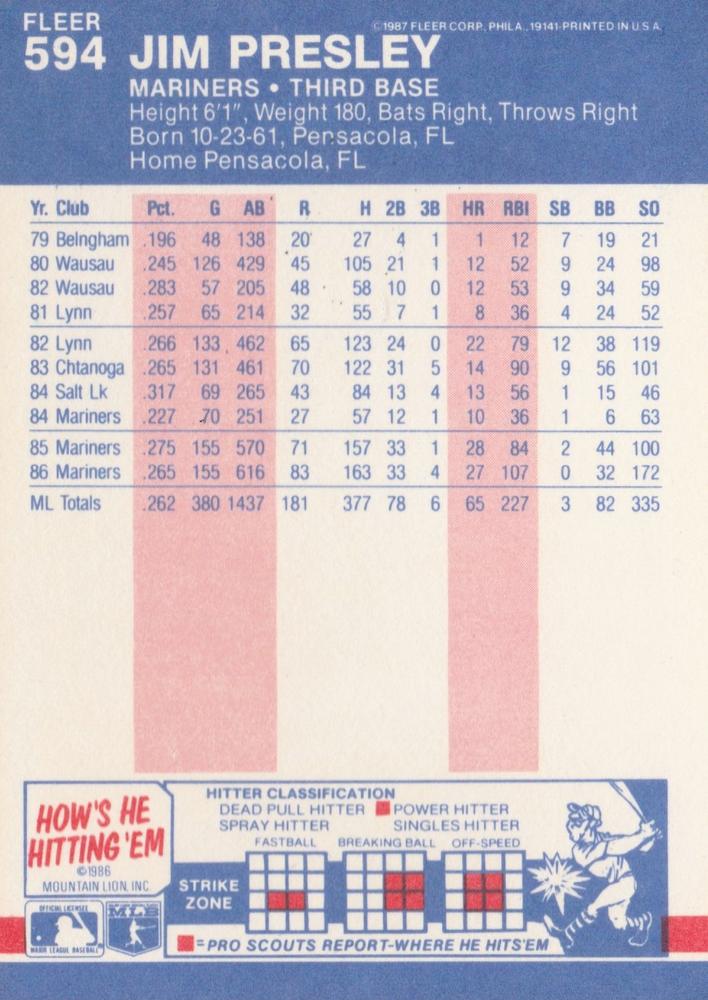 FLEER
594 JIM PRESLEY
©1987 FLEER CORP. PHILA., 19141-PRINTED IN U.S.A.
MARINERS • THIRD BASE
Height 6'1", Weight 180, Bats Right, Throws Right
Born 10-23-61, Pensacola, FL
Home Pensacola, FL
Yr. Club Pct. G AB R H 2B 3B HR RBI SB BB SO
79 Belngham .196 48 138 20 27 4 1 1 12 7 19 21
80 Wausau .245 126 429 45 105 21 1 12 52 9 24 98
82 Wausau .283 57 205 48 58 10 0 12 53 9 34 59
81 Lynn .257 65 214 32 55 7 1 8 36 4 24 52
82 Lynn .266 133 462 65 123 24 0 22 79 12 38 119
83 Chtanoga .265 131 461 70 122 31 5 14 90 9 56 101
84 Salt Lk .317 69 265 43 84 13 4 13 56 1 15 46
84 Mariners .227 70 251 27 57 12 1 10 36 1 6 63
85 Mariners .275 155 570 71 157 33 1 28 84 2 44 100
86 Mariners .265 155 616 83 163 33 4 27 107 0 32 172
ML Totals .262 380 1437 181 377 78 6 65 227 3 82 335
HOW'S HE
HITTING 'EM
©1986
MOUNTAIN LION, INC.
HITTER CLASSIFICATION
DEAD PULL HITTER POWER HITTER
SPRAY HITTER SINGLES HITTER
FASTBALL BREAKING BALL OFF-SPEED
STRIKE
ZONE
=PRO SCOUTS REPORT-WHERE HE HITS'EM
OFFICIAL LICENSEE
MAJOR LEAGUE BASEBALL
MLB